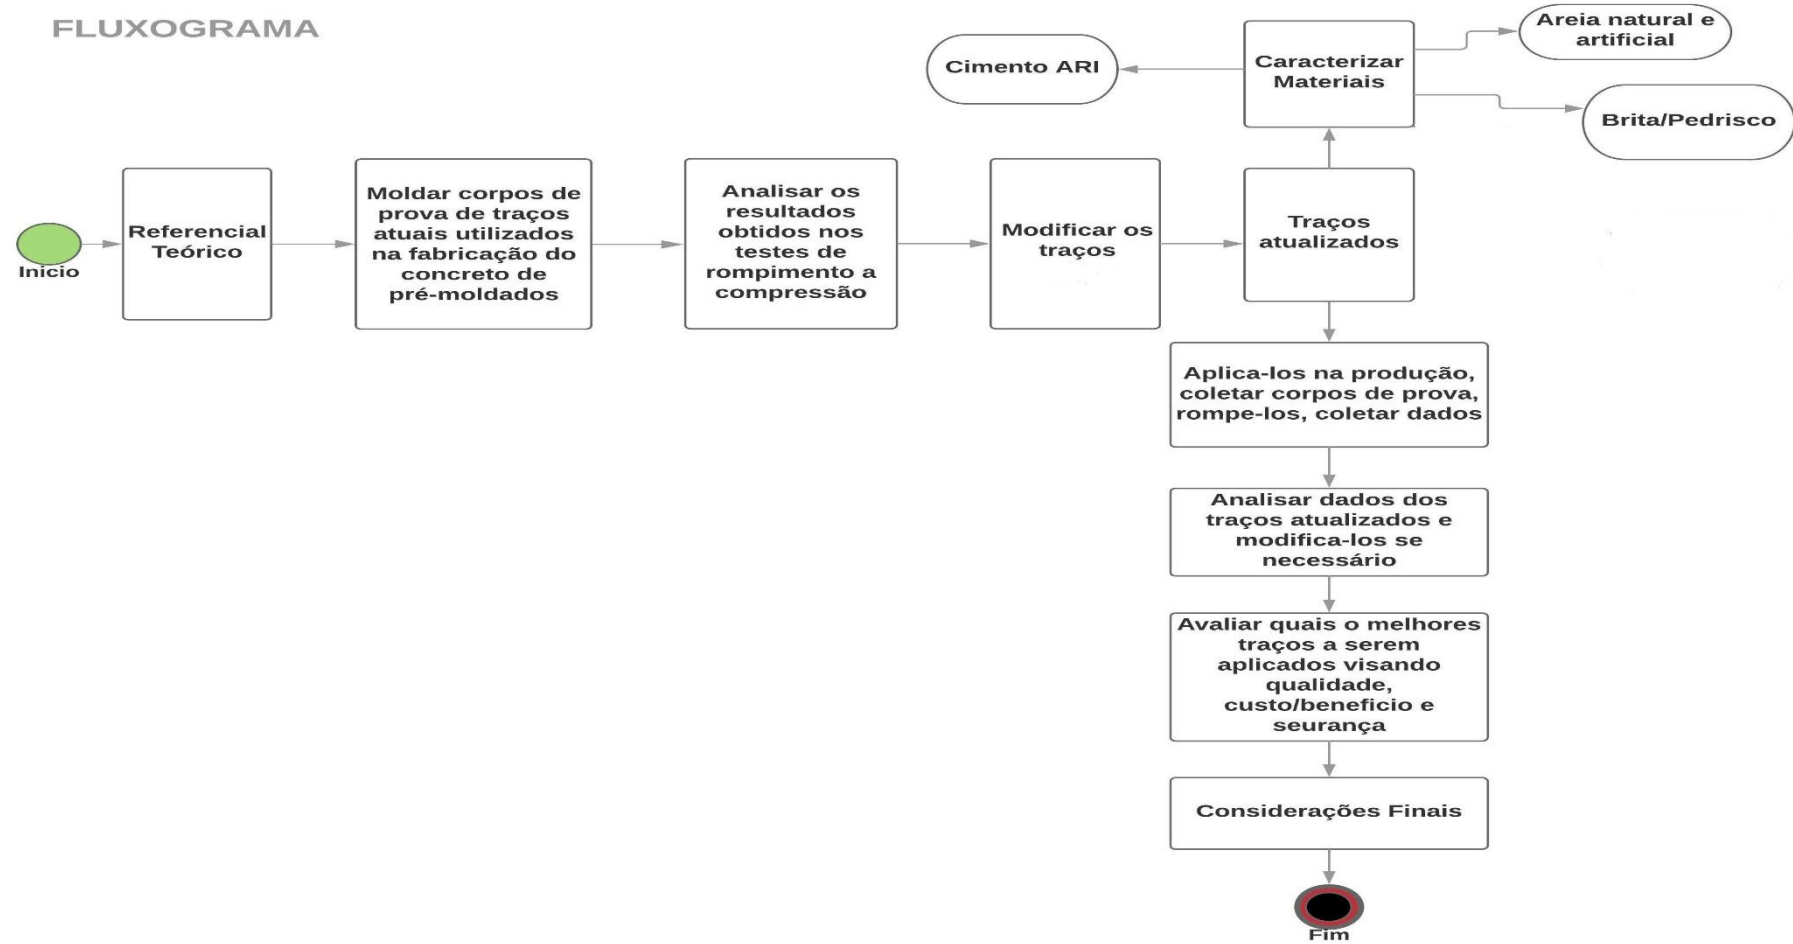 FLUXOGRAMA
Inicio
Referencial
Teórico
Moldar corpos de
prova de traços
atuais utilizados
na fabricação do
concreto de
pré-moldados
Analisar os
resultados
obtidos nos
testes de
rompimento a
compressão
Modificar os
traços
Traços
atualizados
Caracterizar
Materiais
Cimento ARI
Areia natural e
artificial
Brita/Pedrisco
Aplica-los na produção,
coletar corpos de prova,
rompe-los, coletar dados
Analisar dados dos
traços atualizados e
modifica-los se
necessário
Avaliar quais o melhores
traços a serem
aplicados visando
qualidade,
custo/beneficio e
seurança
Considerações Finais
Fim